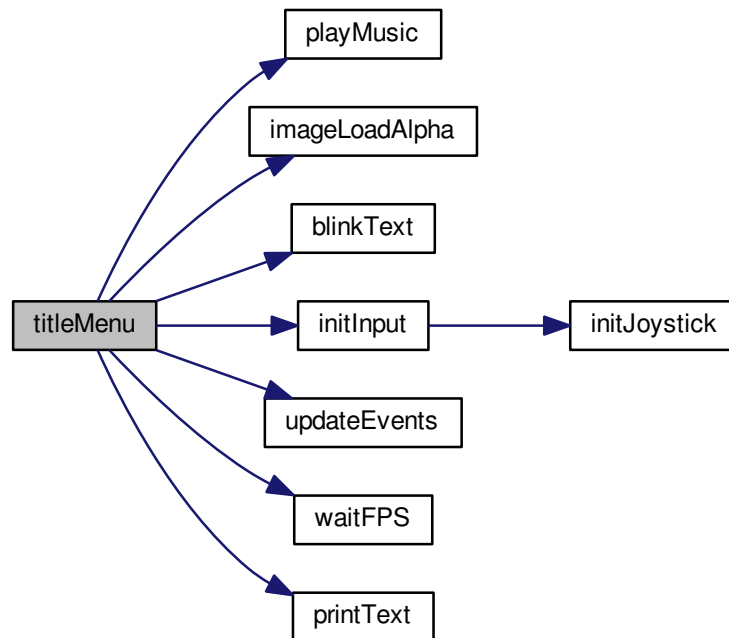 playMusic
imageLoadAlpha
blinkText
titleMenu
initInput
initJoystick
updateEvents
waitFPS
printText